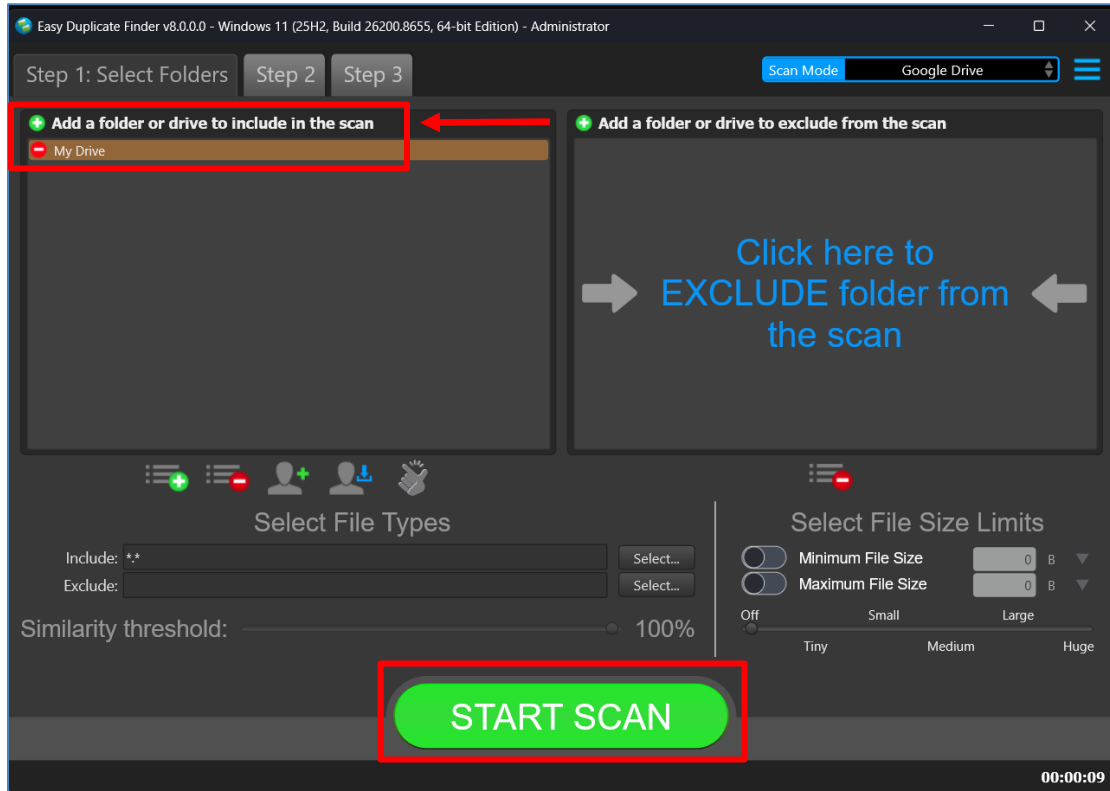 Easy Duplicate Finder v8.0.0.0 - Windows 11 (25H2, Build 26200.8655, 64-bit Edition) - Administrator
Step 1: Select Folders
Step 2
Step 3
Scan Mode
Google Drive
Add a folder or drive to include in the scan
My Drive
Add a folder or drive to exclude from the scan
Click here to
EXCLUDE folder from
the scan
Select File Types
Include: *.*
Select...
Exclude:
Select...
Similarity threshold:
100%
Select File Size Limits
Minimum File Size
0 B
Maximum File Size
0 B
Off
Small
Large
Tiny
Medium
Huge
START SCAN
00:00:09